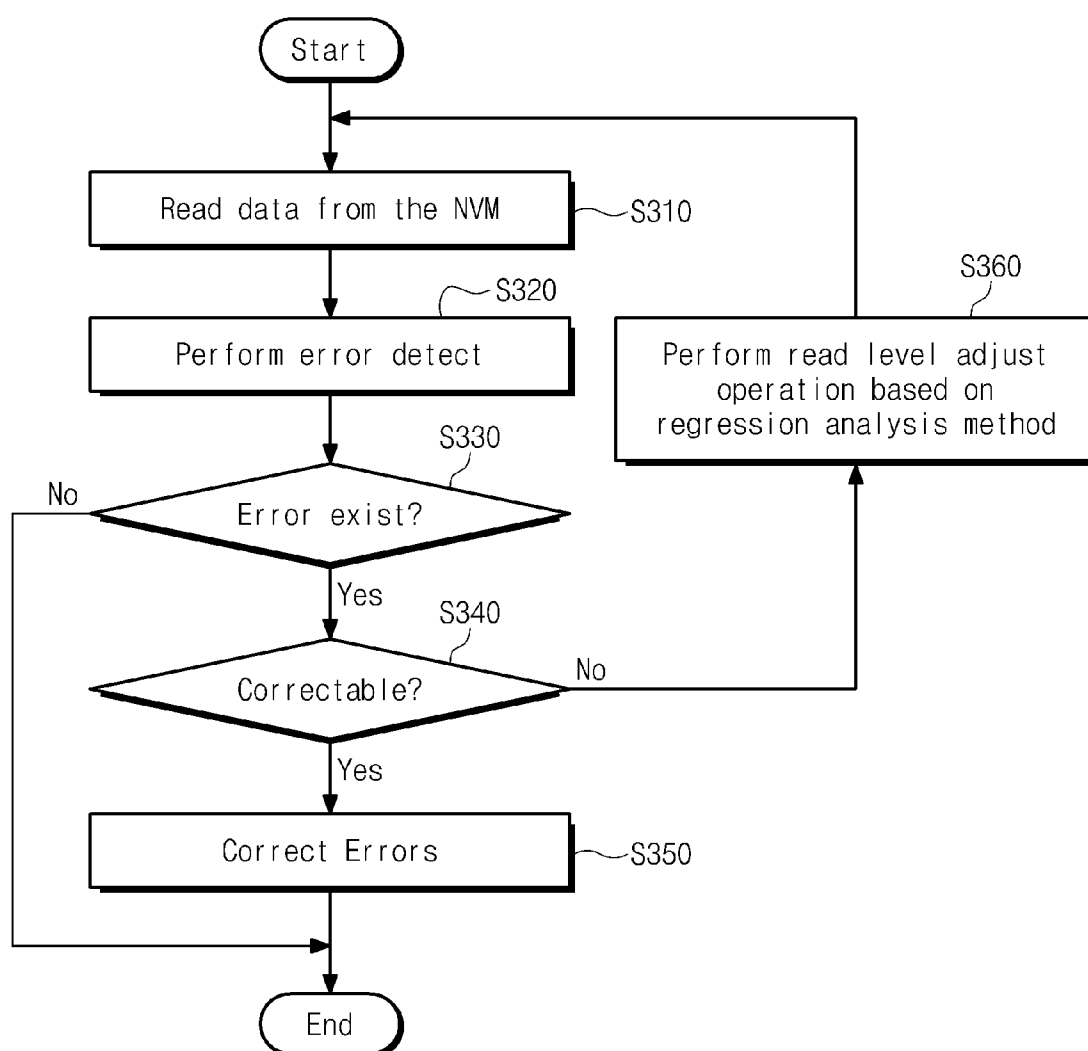 Start
Read data from the NVM
S310
S320
Perform error detect
S360
Perform read level adjust
operation based on
regression analysis method
S330
No
Error exist?
Yes
S340
Correctable?
No
Yes
Correct Errors
S350
End